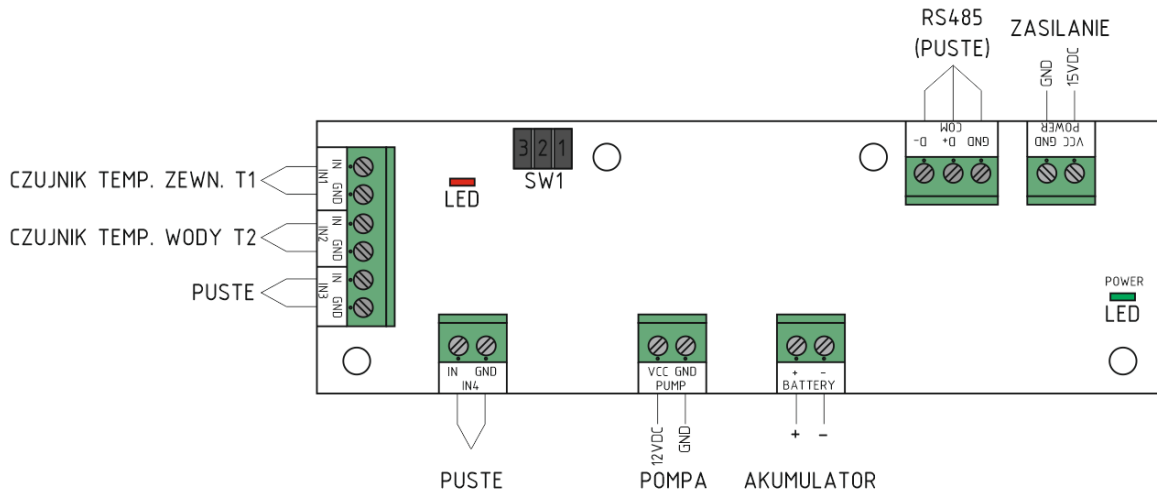 RS485
(PUSTE)
ZASILANIE
GND
15VDC
COM
D-
D+
GND
POWER
GND
VCC
3 2 1
SW1
LED
CZUJNIK TEMP. ZEWN. T1
IN
IN1
GND
CZUJNIK TEMP. WODY T2
IN
IN2
GND
PUSTE
IN
IN3
GND
POWER
LED
IN GND
IN4
VCC GND
PUMP
+ -
BATTERY
12VDC
GND
+ -
PUSTE
POMPA
AKUMULATOR